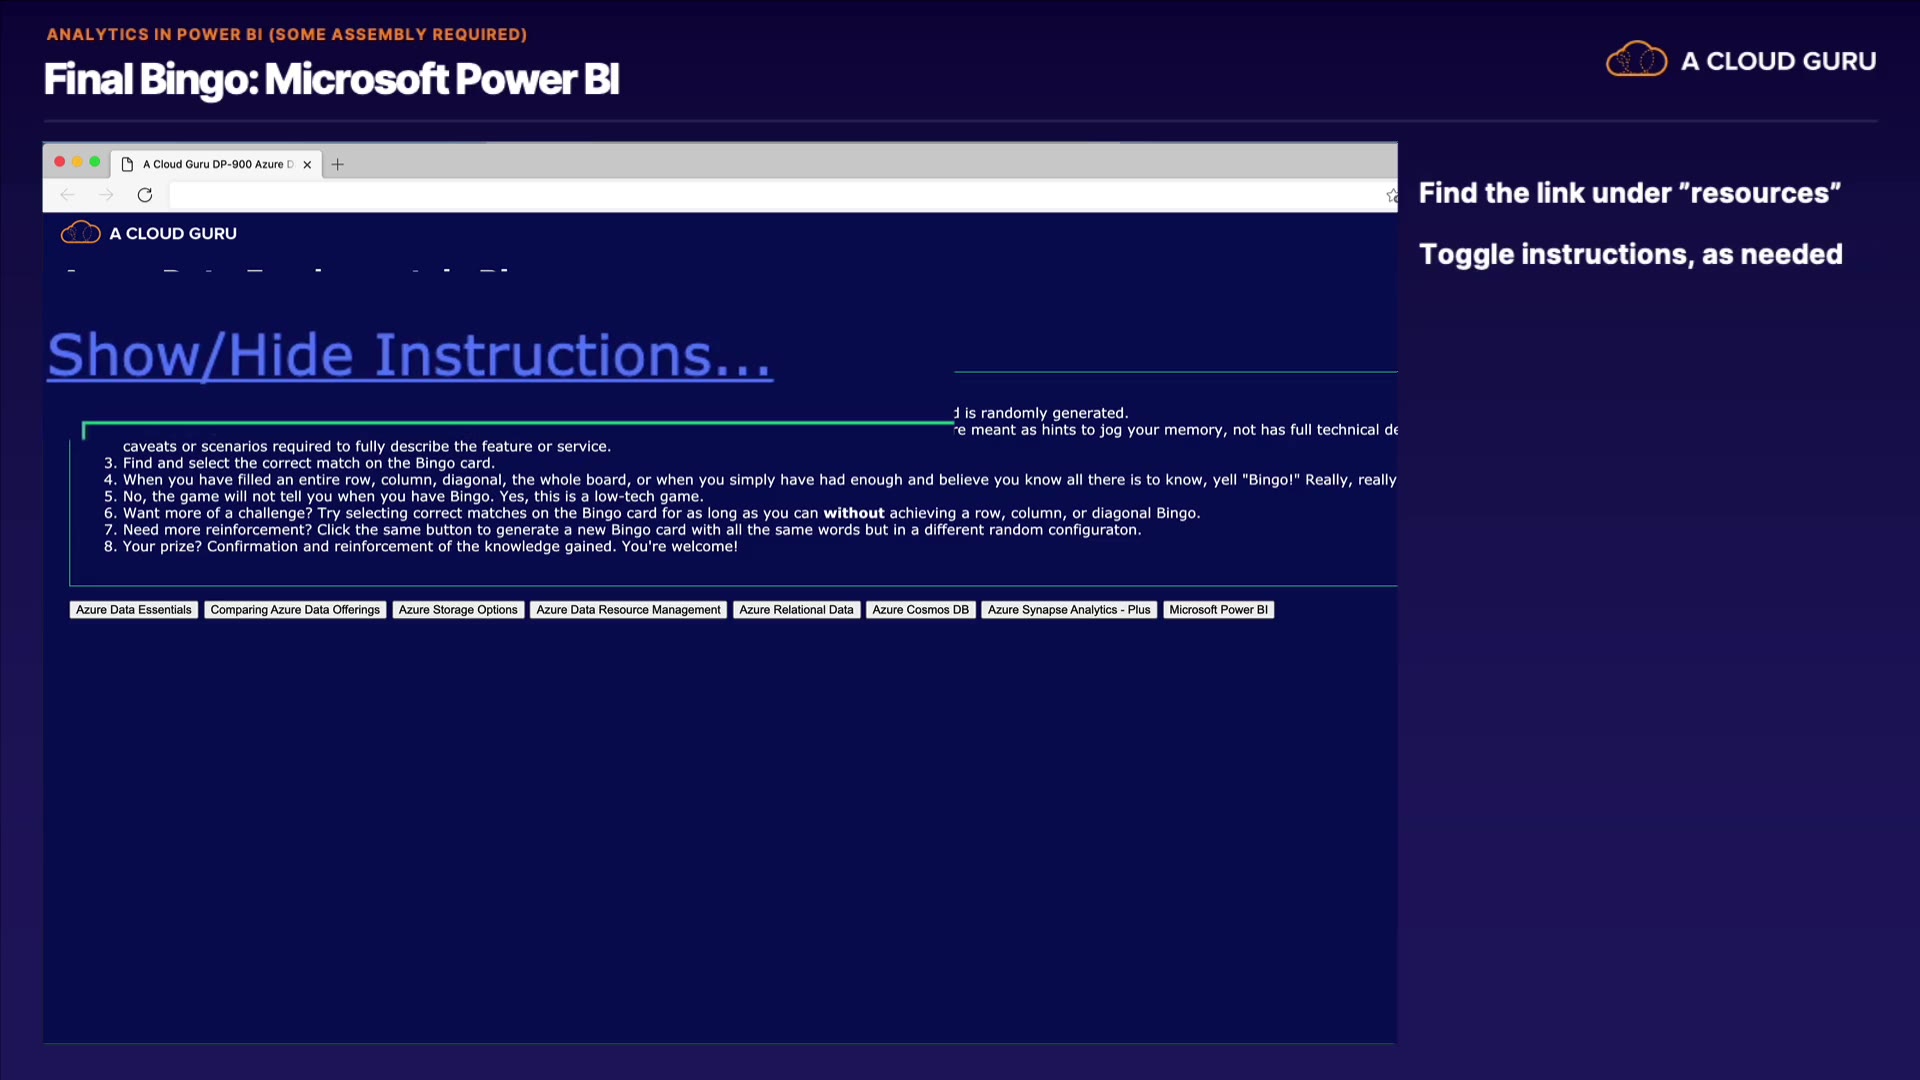 ANALYTICS IN POWER BI (SOME ASSEMBLY REQUIRED)
Final Bingo: Microsoft Power BI
A CLOUD GURU
A Cloud Guru DP-900 Azure D
A CLOUD GURU
Show/Hide Instructions...
is randomly generated.
meant as hints to jog your memory, not has full technical
caveats or scenarios required to fully describe the feature or service.
3. Find and select the correct match on the Bingo card.
4. When you have filled an entire row, column, diagonal, the whole board, or when you simply have had enough and believe you know all there is to know, yell "Bingo!" Really, really
5. No, the game will not tell you when you have Bingo. Yes, this is a low-tech game.
6. Want more of a challenge? Try selecting correct matches on the Bingo card for as long as you can without achieving a row, column, or diagonal Bingo.
7. Need more reinforcement? Click the same button to generate a new Bingo card with all the same words but in a different random configuraton.
8. Your prize? Confirmation and reinforcement of the knowledge gained. You're welcome!
Azure Data Essentials Comparing Azure Data Offerings Azure Storage Options Azure Data Resource Management Azure Relational Data Azure Cosmos DB Azure Synapse Analytics - Plus Microsoft Power BI
Find the link under "resources"
Toggle instructions, as needed